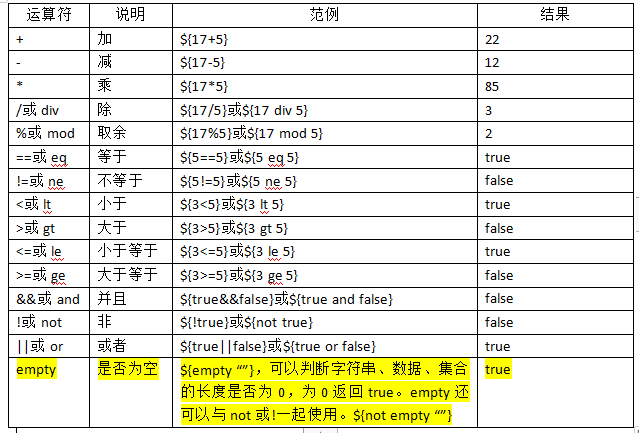 运算符 说明 范例 结果
+ 加 ${17+5} 22
- 减 ${17-5} 12
* 乘 ${17*5} 85
/或 div 除 ${17/5}或${17 div 5} 3
%或 mod 取余 ${17%5}或${17 mod 5} 2
==或 eq 等于 ${5==5}或${5 eq 5} true
!=或 ne 不等于 ${5!=5}或${5 ne 5} false
<或 lt 小于 ${3<5}或${3 lt 5} true
>或 gt 大于 ${3>5}或${3 gt 5} false
<=或 le 小于等于 ${3<=5}或${3 le 5} true
>=或 ge 大于等于 ${3>=5}或${3 ge 5} false
&&或 and 并且 ${true&&false}或${true and false} false
!或 not 非 ${!true}或${not true} false
||或 or 或者 ${true||false}或${true or false} true
empty 是否为空 ${empty “”}，可以判断字符串、数据、集合 true
的长度是否为 0，为 0 返回 true。empty 还
可以与 not 或!一起使用。${not empty “”}